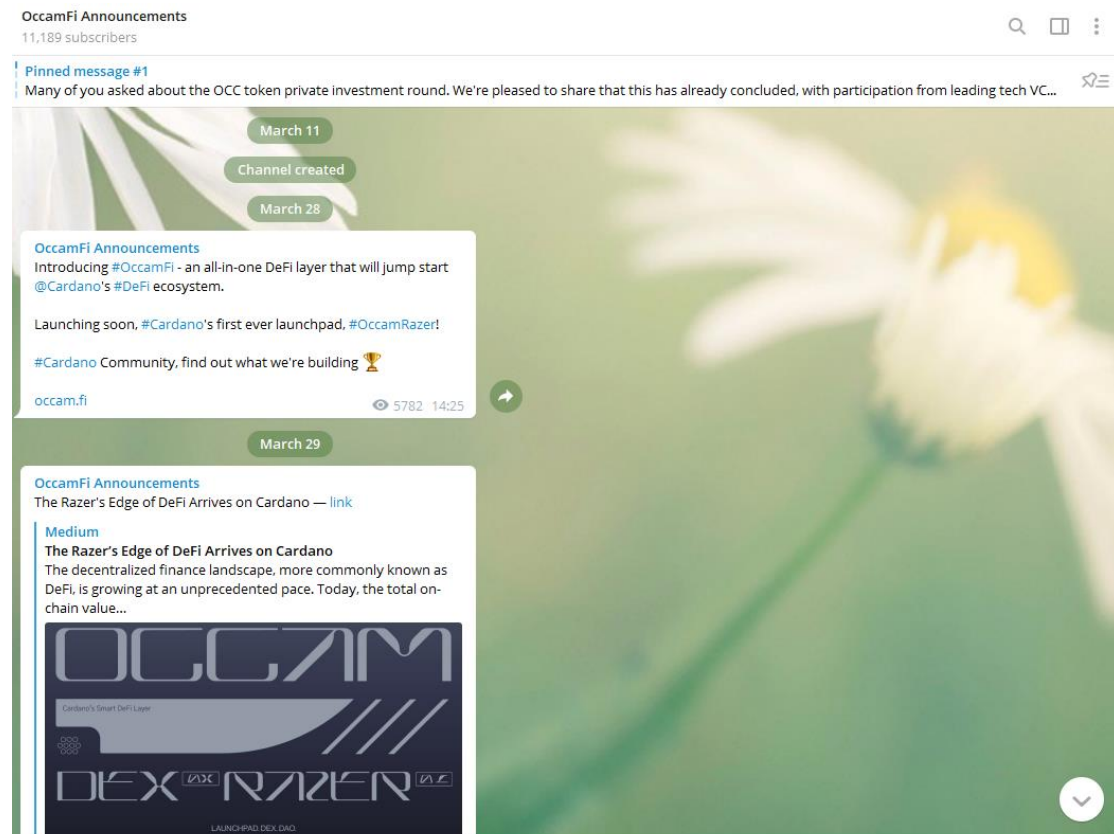 OccamFi Announcements
11,189 subscribers
Pinned message #1
Many of you asked about the OCC token private investment round. We're pleased to share that this has already concluded, with participation from leading tech VC...
March 11
Channel created
March 28
OccamFi Announcements
Introducing #OccamFi - an all-in-one DeFi layer that will jump start
@Cardano's #DeFi ecosystem.
Launching soon, #Cardano's first ever launchpad, #OccamRazer!
#Cardano Community, find out what we're building 🏆
occam.fi
5782 14:25
March 29
OccamFi Announcements
The Razer's Edge of DeFi Arrives on Cardano — link
Medium
The Razer’s Edge of DeFi Arrives on Cardano
The decentralized finance landscape, more commonly known as
DeFi, is growing at an unprecedented pace. Today, the total on-
chain value...
OCCAM
Cardano's Smart DeFi Layer
DEX RAZER
LAUNCHPAD.DEX.DAO.